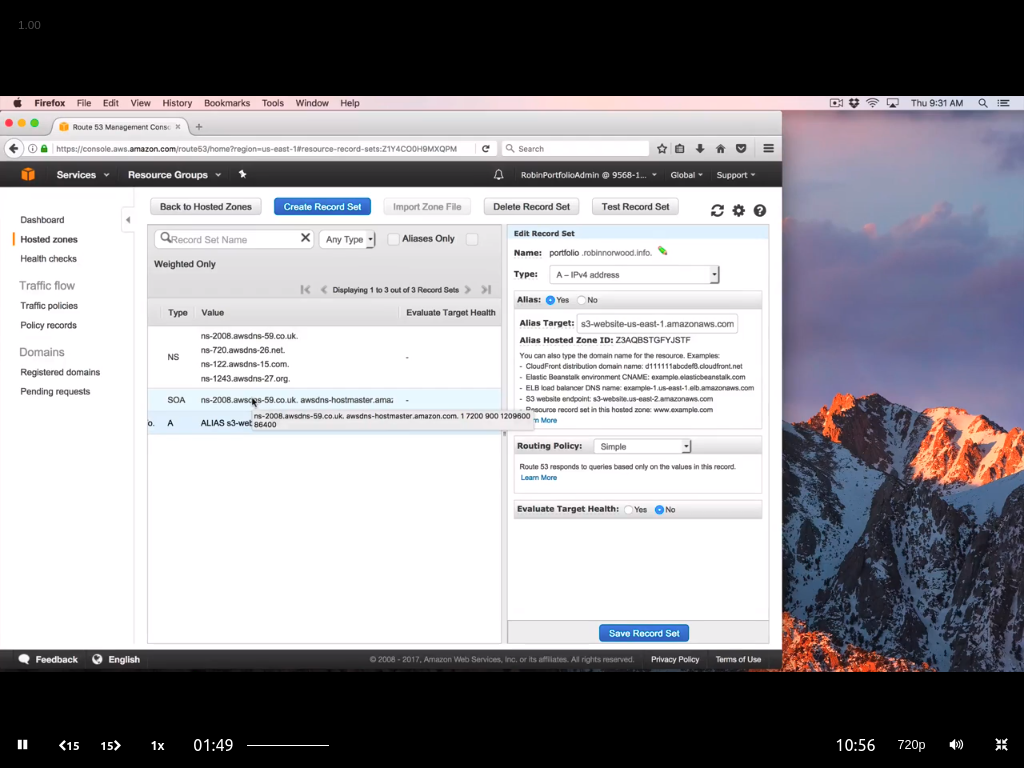 1.00
Firefox File Edit View History Bookmarks Tools Window Help Thu 9:31 AM
Route 53 Management Consc
https://console.aws.amazon.com/route53/home?region=us-east-1#resource-record-sets:Z1Y4CO0H9MXQPM Search
Services Resource Groups RobinPortfolioAdmin @ 9568-1... Global Support
Dashboard
Hosted zones
Health checks
Traffic flow
Traffic policies
Policy records
Domains
Registered domains
Pending requests
Back to Hosted Zones Create Record Set Import Zone File Delete Record Set Test Record Set
Record Set Name Any Type Aliases Only
Weighted Only
Displaying 1 to 3 out of 3 Record Sets
Type Value Evaluate Target Health
NS
ns-2008.awsdns-59.co.uk.
ns-720.awsdns-26.net.
ns-122.awsdns-15.com.
ns-1243.awsdns-27.org.
-
SOA ns-2008.awsdns-59.co.uk. awsdns-hostmaster.amaz -
ns-2008.awsdns-59.co.uk. awsdns-hostmaster.amazon.com. 1 7200 900 1209600
86400
o. A ALIAS s3-wet
Edit Record Set
Name: portfolio .robinnorwood.info.
Type: A – IPv4 address
Alias: Yes No
Alias Target: s3-website-us-east-1.amazonaws.com
Alias Hosted Zone ID: Z3AQBSTGFYJSTF
You can also type the domain name for the resource. Examples:
- CloudFront distribution domain name: d111111abcdef8.cloudfront.net
- Elastic Beanstalk environment CNAME: example.elasticbeanstalk.com
- ELB load balancer DNS name: example-1.us-east-1.elb.amazonaws.com
- S3 website endpoint: s3-website.us-east-2.amazonaws.com
- Resource record set in this hosted zone: www.example.com
rn More
Routing Policy: Simple
Route 53 responds to queries based only on the values in this record.
Learn More
Evaluate Target Health: Yes No
Save Record Set
Feedback English © 2008 - 2017, Amazon Web Services, Inc. or its affiliates. All rights reserved. Privacy Policy Terms of Use
15 15 1x 01:49 10:56 720p